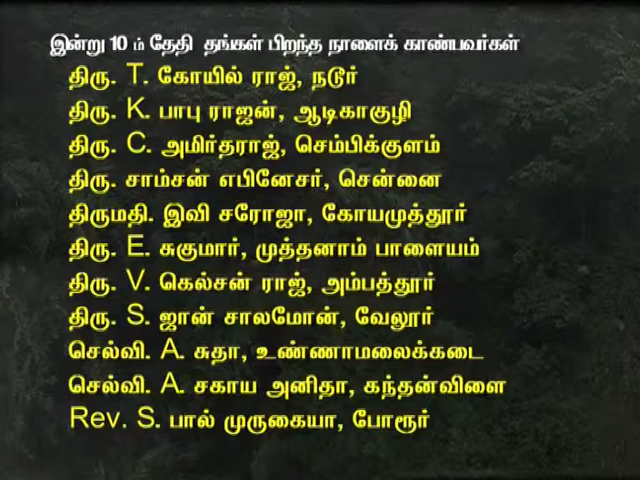 இன்று 10 ம் தேதி தங்கள் பிறந்த நாளைக் காண்பவர்கள்
திரு. T. கோயில் ராஜ், நடூர்
திரு. K. பாபு ராஜன், ஆடிகாகுழி
திரு. C. அமிர்தராஜ், செம்பிக்குளம்
திரு. சாம்சன் எபினேசர், சென்னை
திருமதி. இவி சரோஜா, கோயமுத்தூர்
திரு. E. சுகுமார், முத்தனாம் பாளையம்
திரு. V. கெல்சன் ராஜ், அம்பத்தூர்
திரு. S. ஜான் சாலமோன், வேலூர்
செல்வி. A. சுதா, உண்ணாமலைக்கடை
செல்வி. A. சகாய அனிதா, கந்தன்விளை
Rev. S. பால் முருகையா, போரூர்